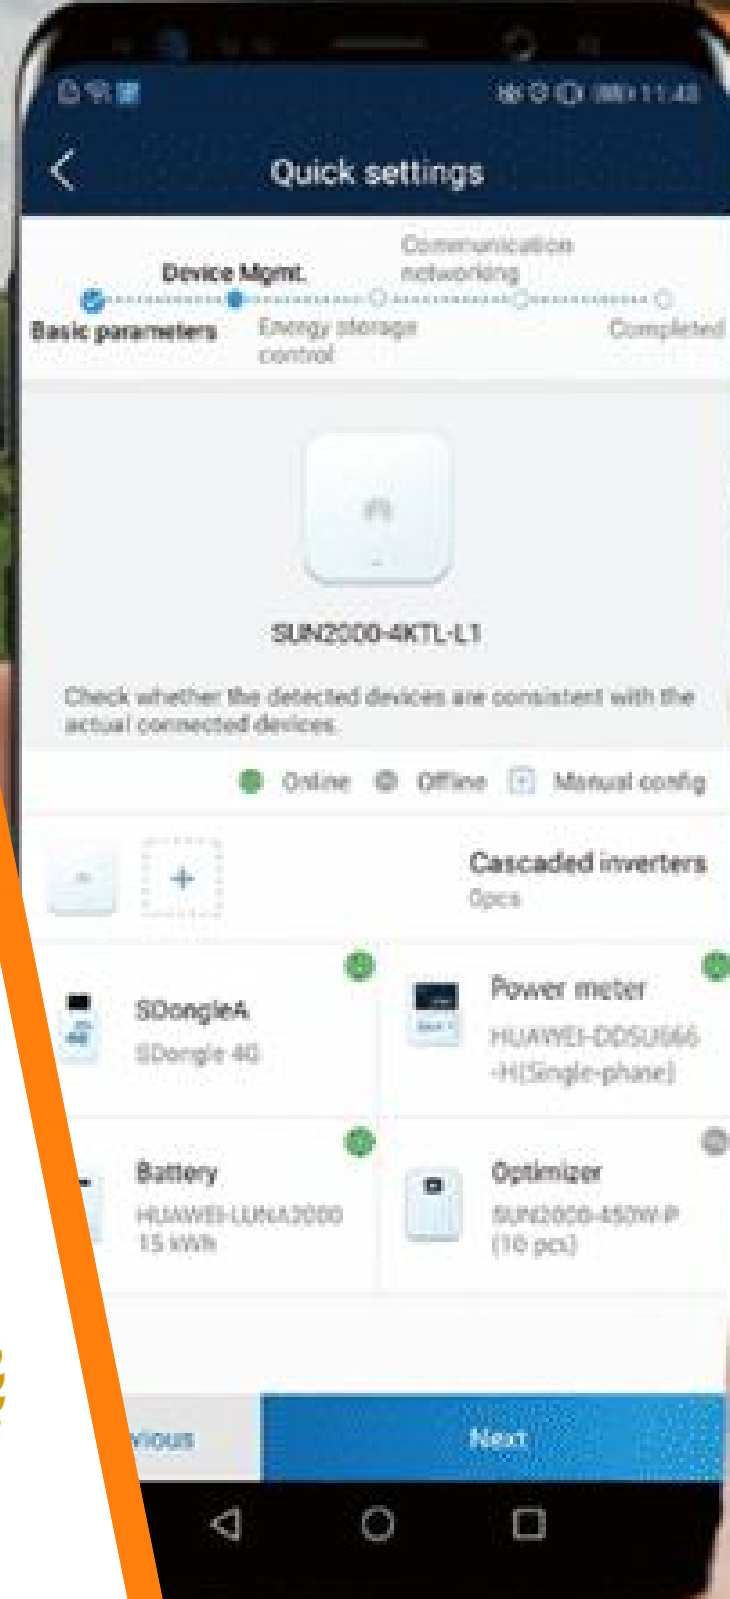 11:48
Quick settings
Communication
Device Mgmt. networking
Basic parameters Energy storage Completed
control
SUN2000-4KTL-L1
Check whether the detected devices are consistent with the
actual connected devices.
Online Offline Manual config
Cascaded inverters
0pcs
SDongleA
SDongle 4G
Power meter
HUAWEI-DDSU666
-H(Single-phase)
Battery
HUAWEI-LUNA2000
15 kWh
Optimizer
SUN2000-450W-P
(10 pcs)
vious
Next